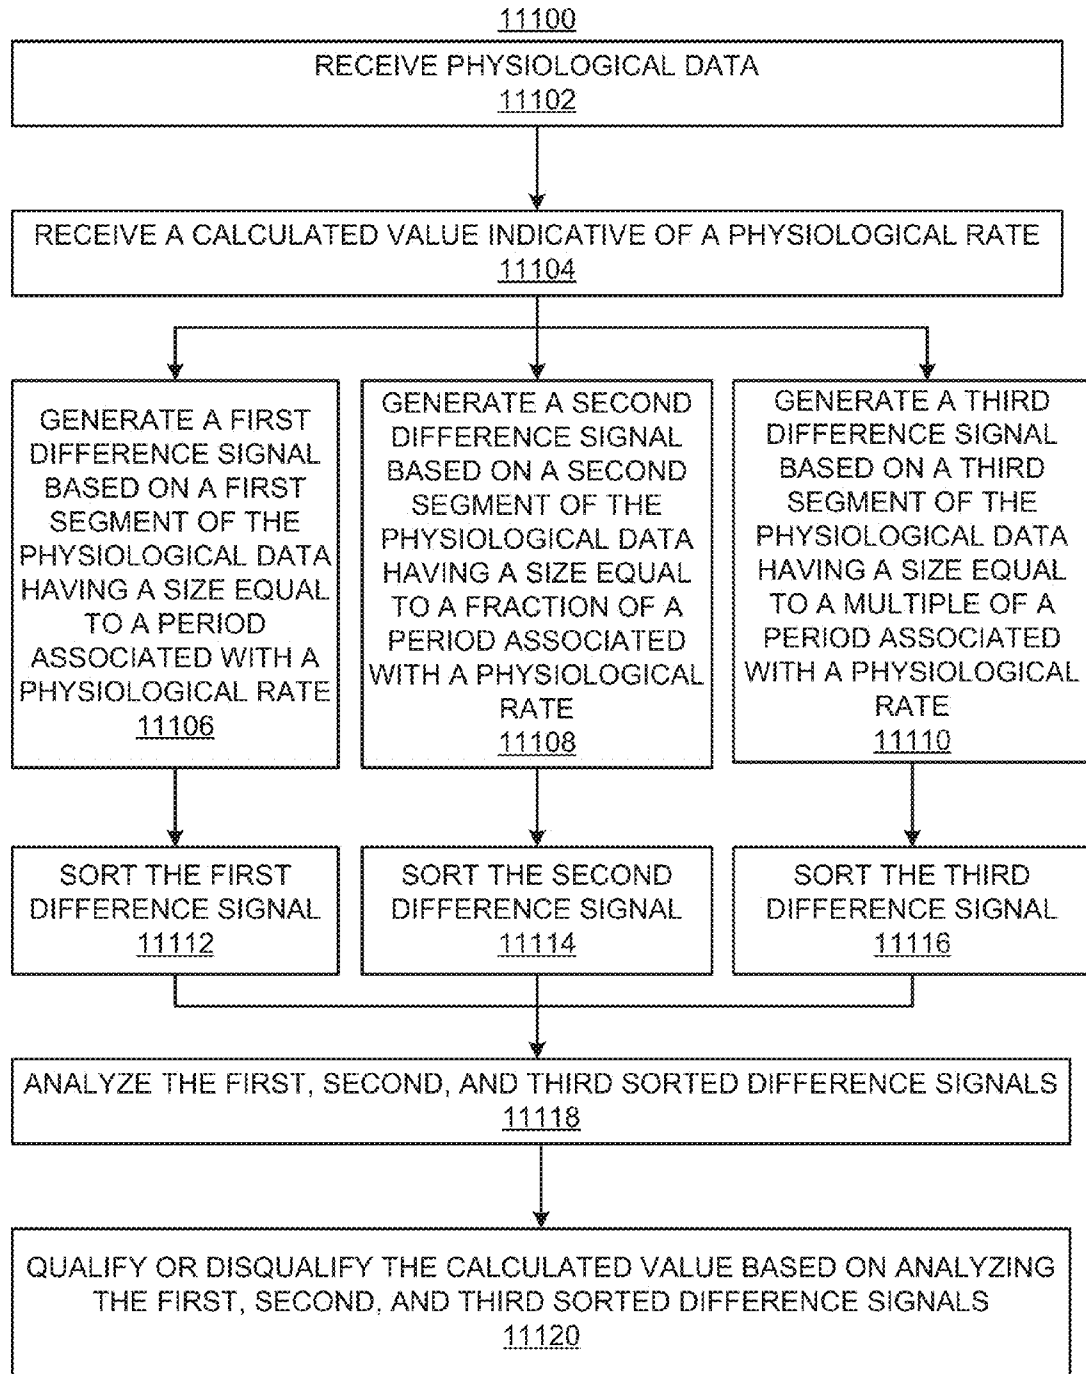 11100
RECEIVE PHYSIOLOGICAL DATA
11102
RECEIVE A CALCULATED VALUE INDICATIVE OF A PHYSIOLOGICAL RATE
11104
GENERATE A FIRST
DIFFERENCE SIGNAL
BASED ON A FIRST
SEGMENT OF THE
PHYSIOLOGICAL DATA
HAVING A SIZE EQUAL
TO A PERIOD
ASSOCIATED WITH A
PHYSIOLOGICAL RATE
11106
GENERATE A SECOND
DIFFERENCE SIGNAL
BASED ON A SECOND
SEGMENT OF THE
PHYSIOLOGICAL DATA
HAVING A SIZE EQUAL
TO A FRACTION OF A
PERIOD ASSOCIATED
WITH A PHYSIOLOGICAL
RATE
11108
GENERATE A THIRD
DIFFERENCE SIGNAL
BASED ON A THIRD
SEGMENT OF THE
PHYSIOLOGICAL DATA
HAVING A SIZE EQUAL
TO A MULTIPLE OF A
PERIOD ASSOCIATED
WITH A PHYSIOLOGICAL
RATE
11110
SORT THE FIRST
DIFFERENCE SIGNAL
11112
SORT THE SECOND
DIFFERENCE SIGNAL
11114
SORT THE THIRD
DIFFERENCE SIGNAL
11116
ANALYZE THE FIRST, SECOND, AND THIRD SORTED DIFFERENCE SIGNALS
11118
QUALIFY OR DISQUALIFY THE CALCULATED VALUE BASED ON ANALYZING
THE FIRST, SECOND, AND THIRD SORTED DIFFERENCE SIGNALS
11120